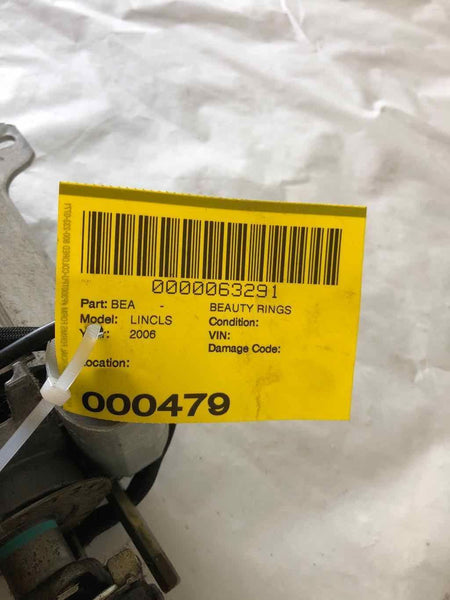 0000063291
Part: BEA - BEAUTY RINGS
Model: LINCLS Condition:
2006 VIN:
Damage Code:
Location:
000479